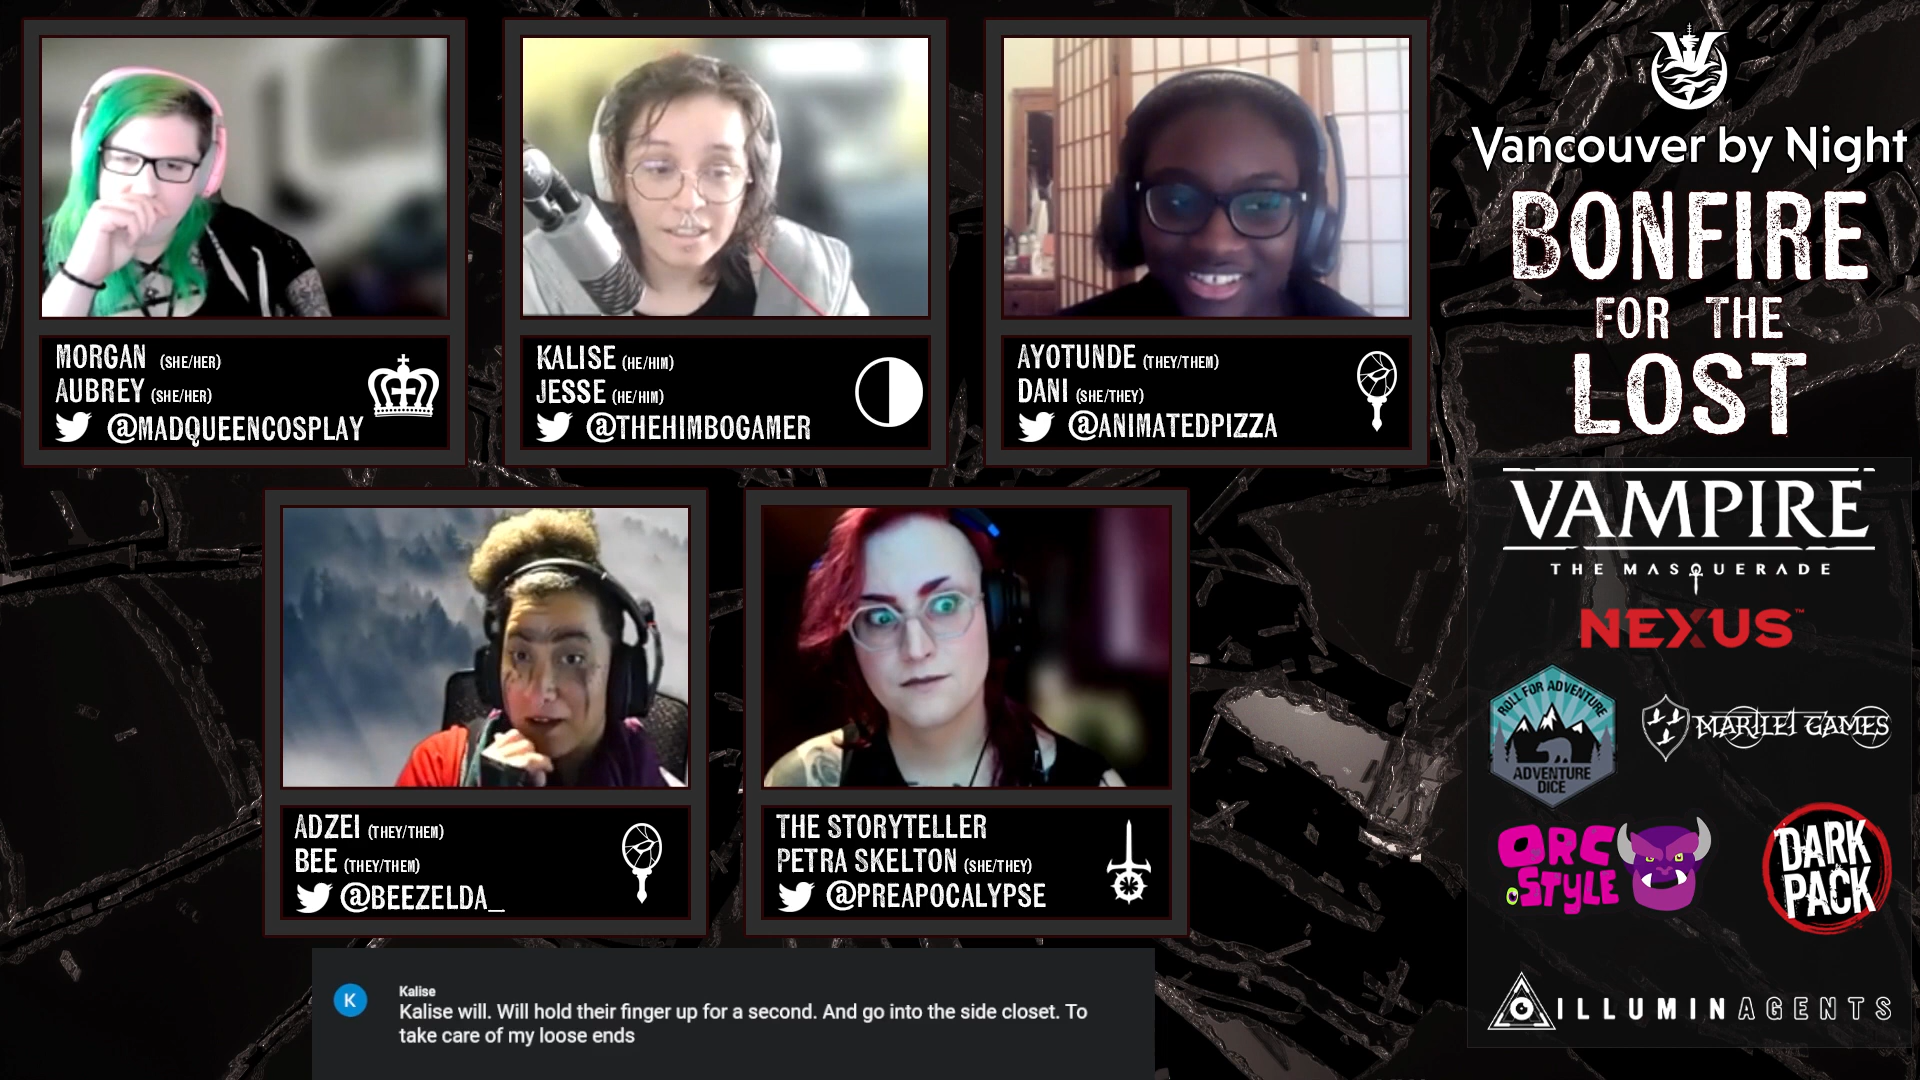 MORGAN (SHE/HER)
AUBREY (SHE/HER)
@MADQUEENCOSPLAY
KALISE (HE/HIM)
JESSE (HE/HIM)
@THEHIMBOGAMER
AYOTUNDE (THEY/THEM)
DANI (SHE/THEY)
@ANIMATEDPIZZA
ADZEI (THEY/THEM)
BEE (THEY/THEM)
@BEEZELDA_
THE STORYTELLER
PETRA SKELTON (SHE/THEY)
@PREAPOCALYPSE
K
Kalise
Kalise will. Will hold their finger up for a second. And go into the side closet. To
take care of my loose ends
Vancouver by Night
BONFIRE
FOR THE
LOST
VAMPIRE
THE MASQUERADE
NEXUS™
ROLL FOR ADVENTURE
ADVENTURE
DICE
MARTLET GAMES
ORC
STYLE
DARK
PACK
ILLUMINAGENTS